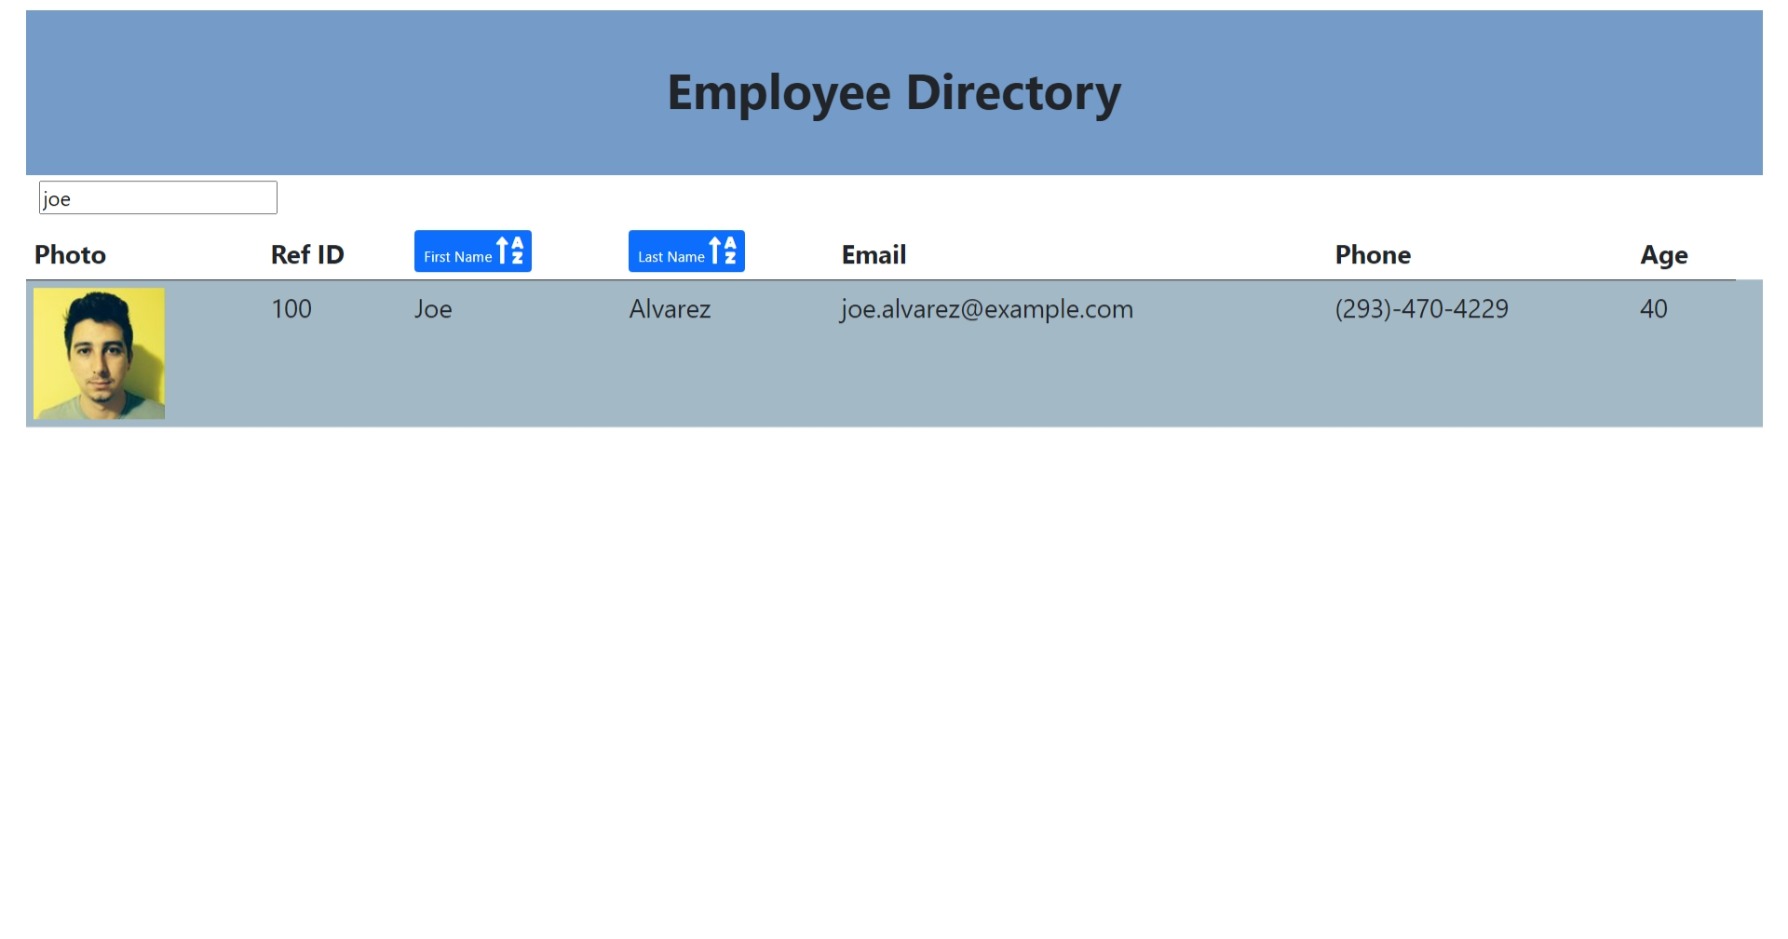 Employee Directory
joe
Photo Ref ID First Name AZ Last Name AZ Email Phone Age
100 Joe Alvarez joe.alvarez@example.com (293)-470-4229 40